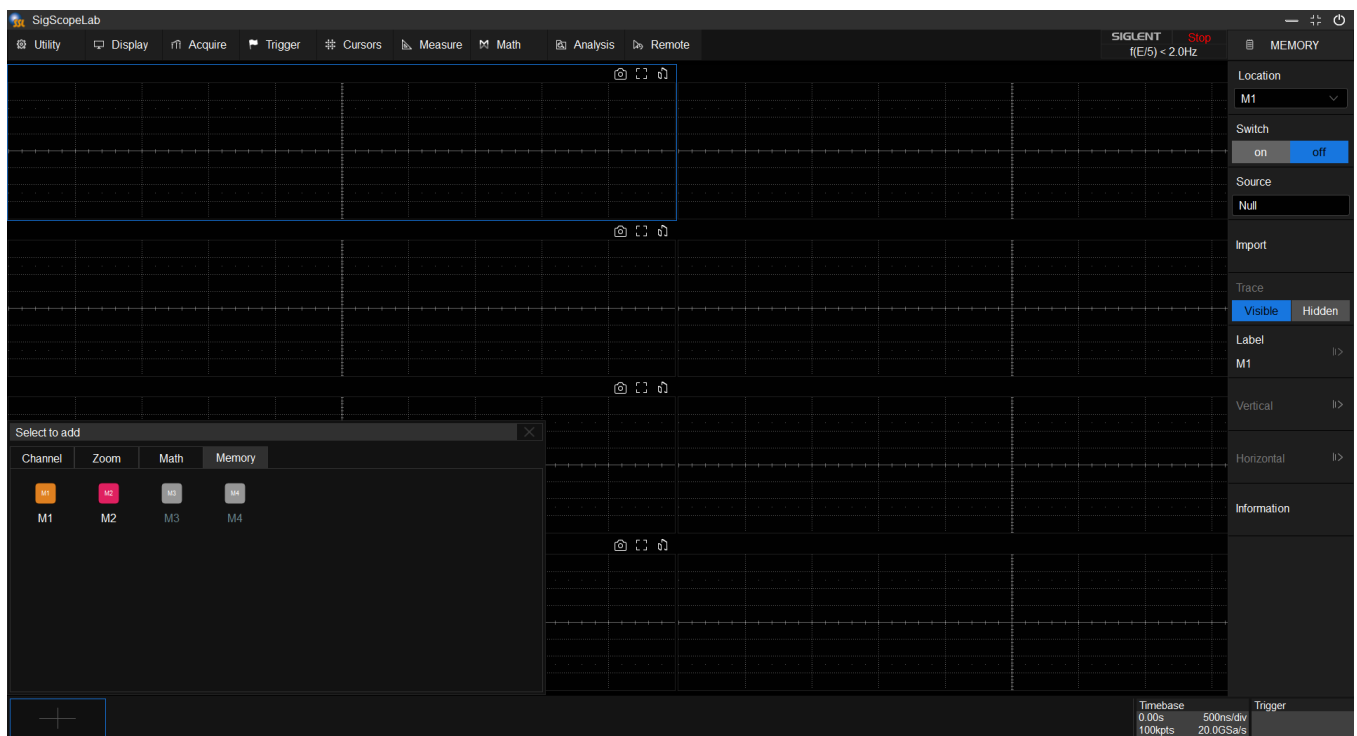 SigScopeLab
Utility Display Acquire Trigger Cursors Measure Math Analysis Remote
SIGLENT Stop
f(E/5) < 2.0Hz
MEMORY
Location
M1
Switch
on off
Source
Null
Import
Trace
Visible Hidden
Label
M1
Vertical
Horizontal
Information
Select to add
Channel Zoom Math Memory
M1 M2 M3 M4
M1 M2 M3 M4
Timebase
0.00s 500ns/div
100kpts 20.0GSa/s
Trigger